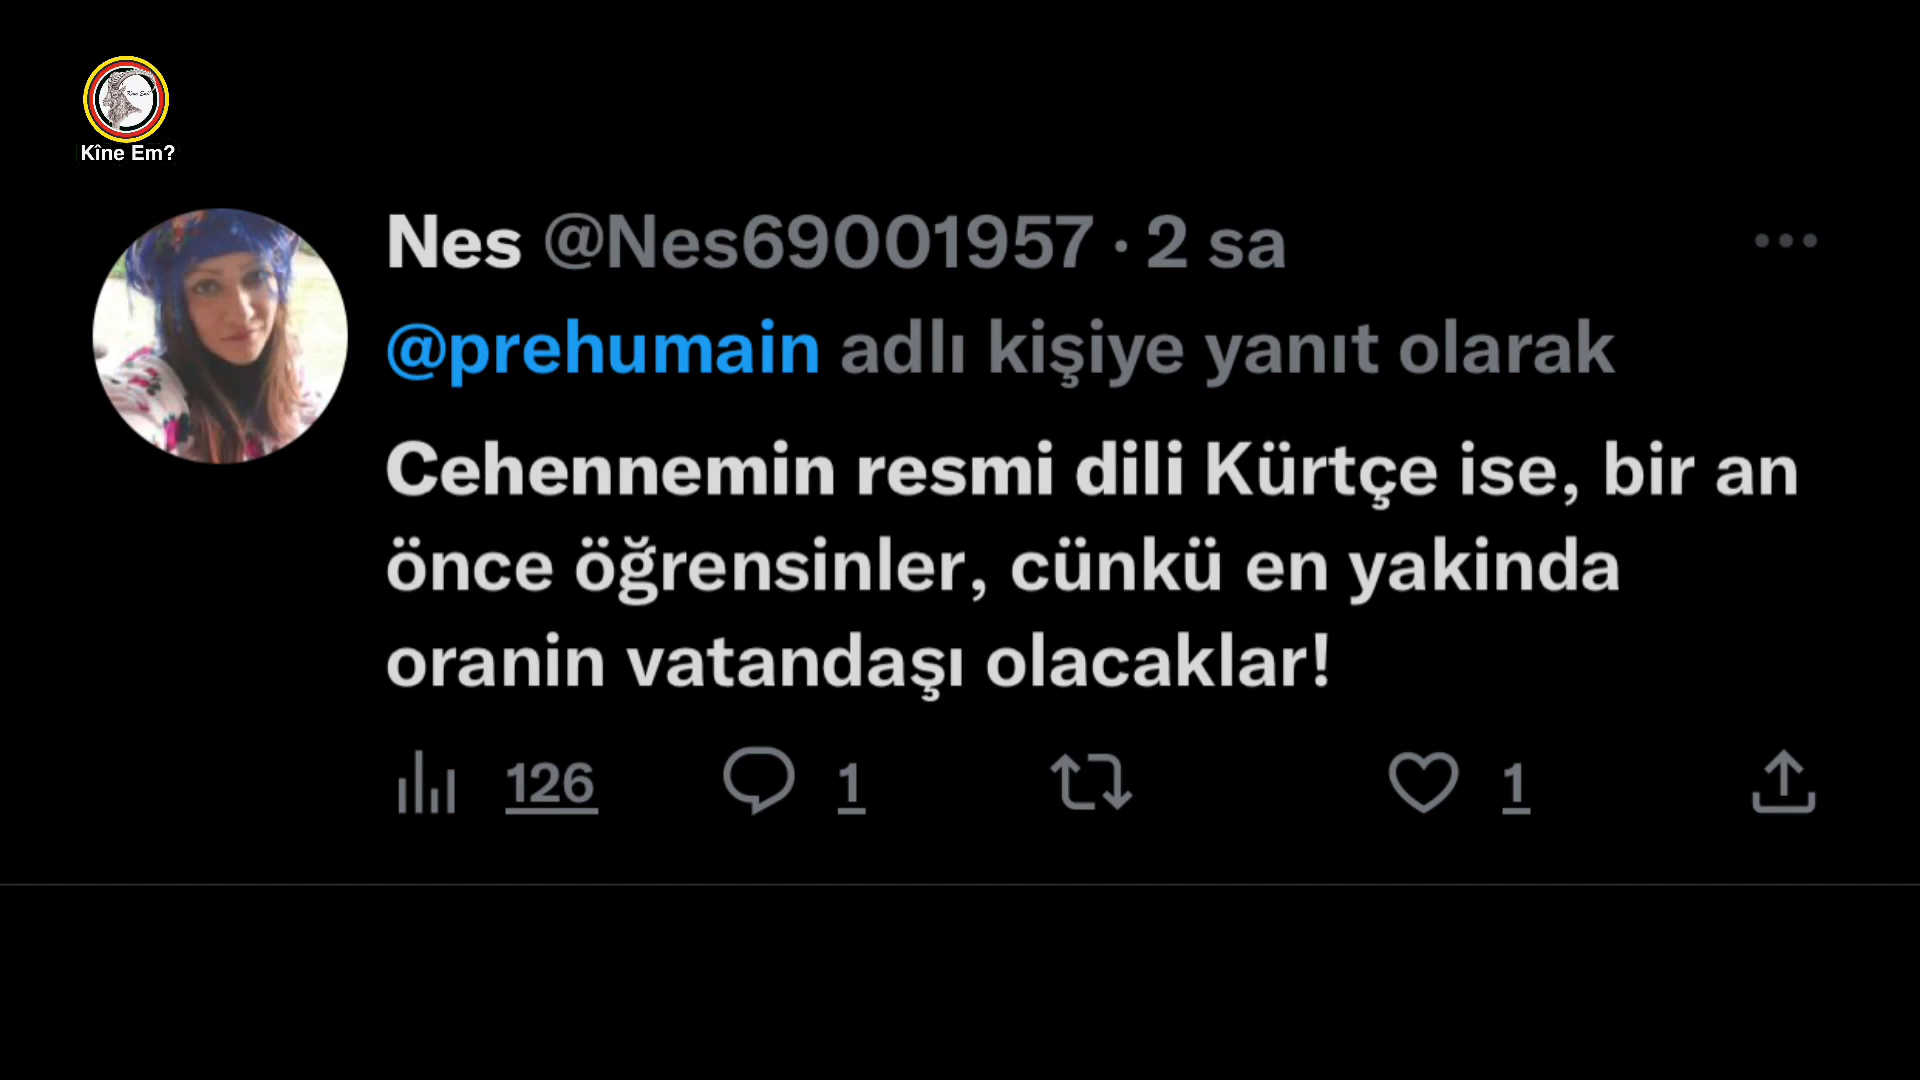 Kîne Em?
Nes @Nes69001957 · 2 sa
@prehumain adlı kişiye yanıt olarak
Cehennemin resmi dili Kürtçe ise, bir an
önce öğrensinler, cünkü en yakinda
oranin vatandaşı olacaklar!
126 1 1